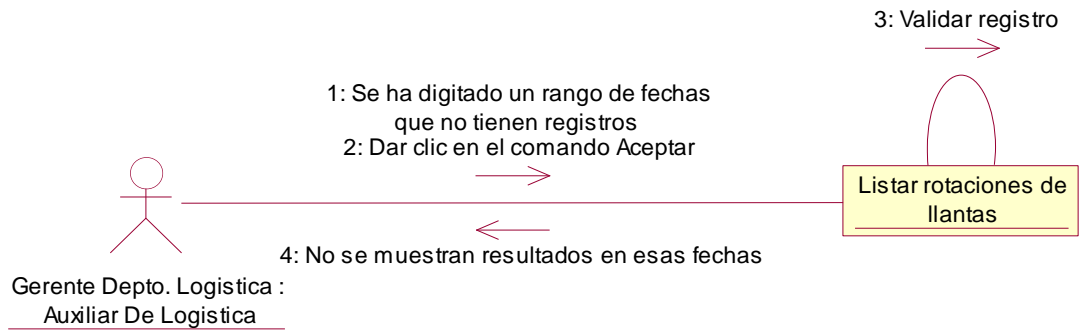 3: Validar registro
1: Se ha digitado un rango de fechas
que no tienen registros
2: Dar clic en el comando Aceptar
Listar rotaciones de
llantas
4: No se muestran resultados en esas fechas
Gerente Depto. Logistica :
Auxiliar De Logistica